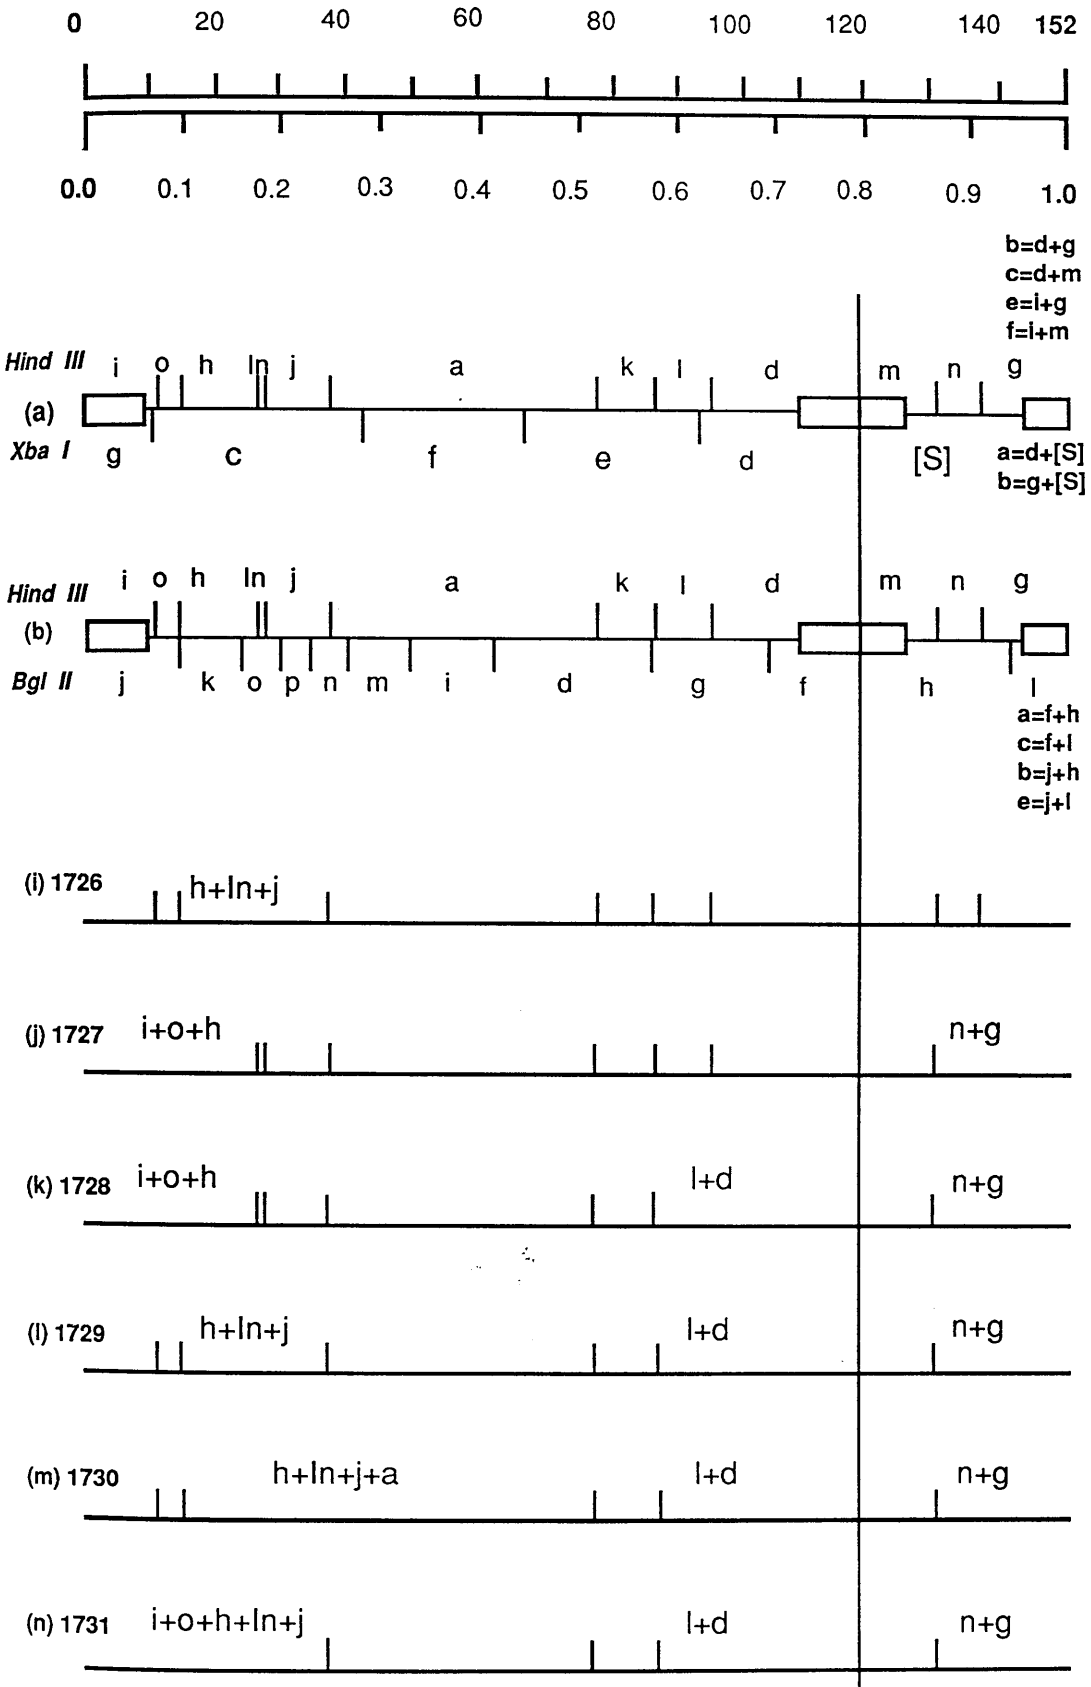 0 20 40 60 80 100 120 140 152
0.0 0.1 0.2 0.3 0.4 0.5 0.6 0.7 0.8 0.9 1.0
b=d+g
c=d+m
e=i+g
f=i+m
Hind III i o h ln j a k l d m n g
(a)
Xba I g c f e d [S] a=d+[S]
b=g+[S]
Hind III i o h ln j a k l d m n g
(b)
Bgl II j k o p n m i d g f h l
a=f+h
c=f+l
b=j+h
e=j+l
(i) 1726 h+ln+j
(j) 1727 i+o+h n+g
(k) 1728 i+o+h l+d n+g
(l) 1729 h+ln+j l+d n+g
(m) 1730 h+ln+j+a l+d n+g
(n) 1731 i+o+h+ln+j l+d n+g